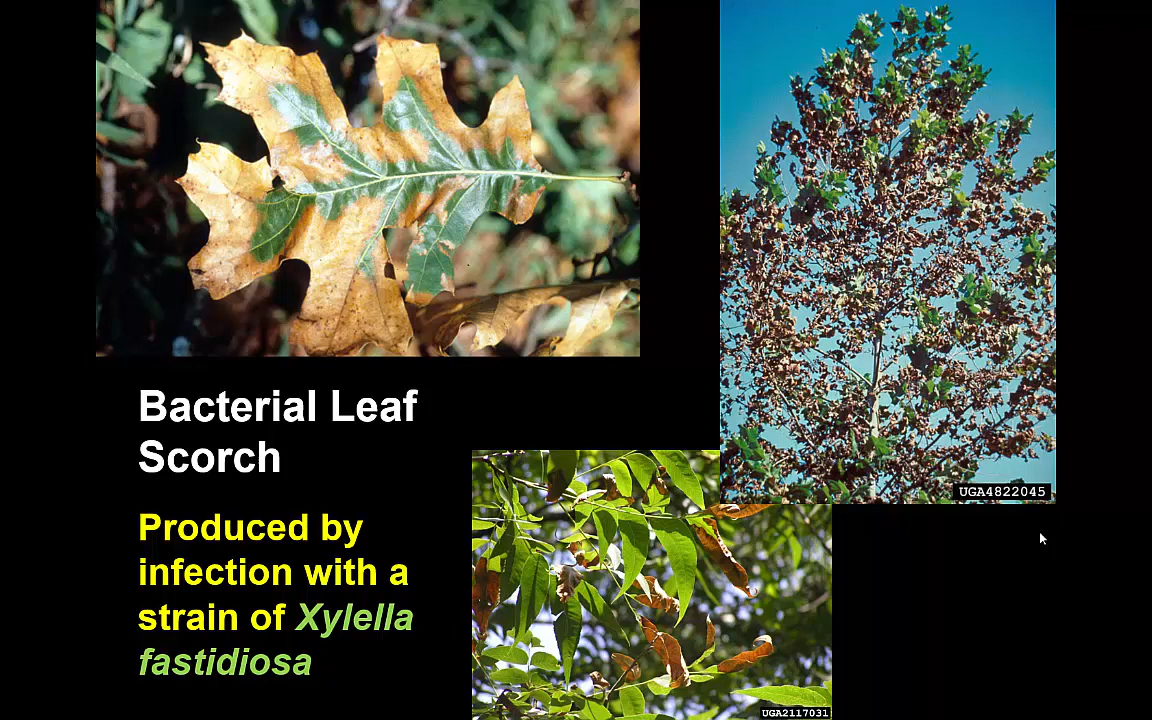 Bacterial Leaf
Scorch
Produced by
infection with a
strain of Xylella
fastidiosa
UGA4822045
UGA2117031